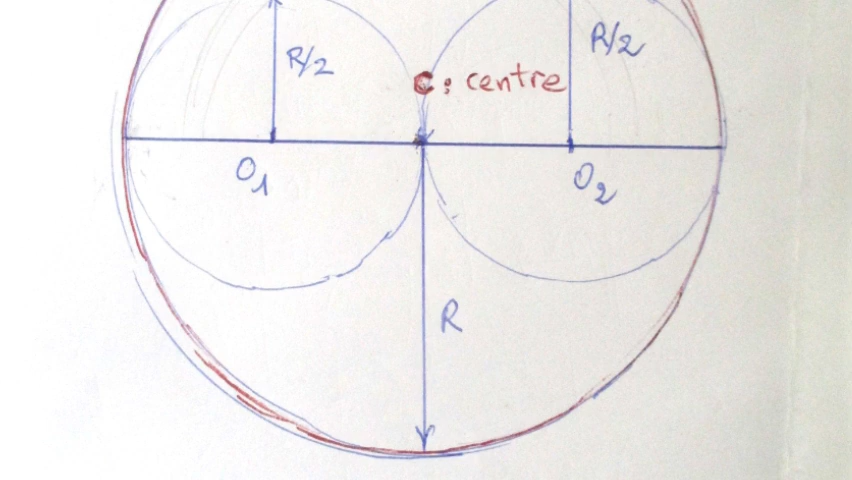 R/2
R/2
C : centre
O1
O2
R